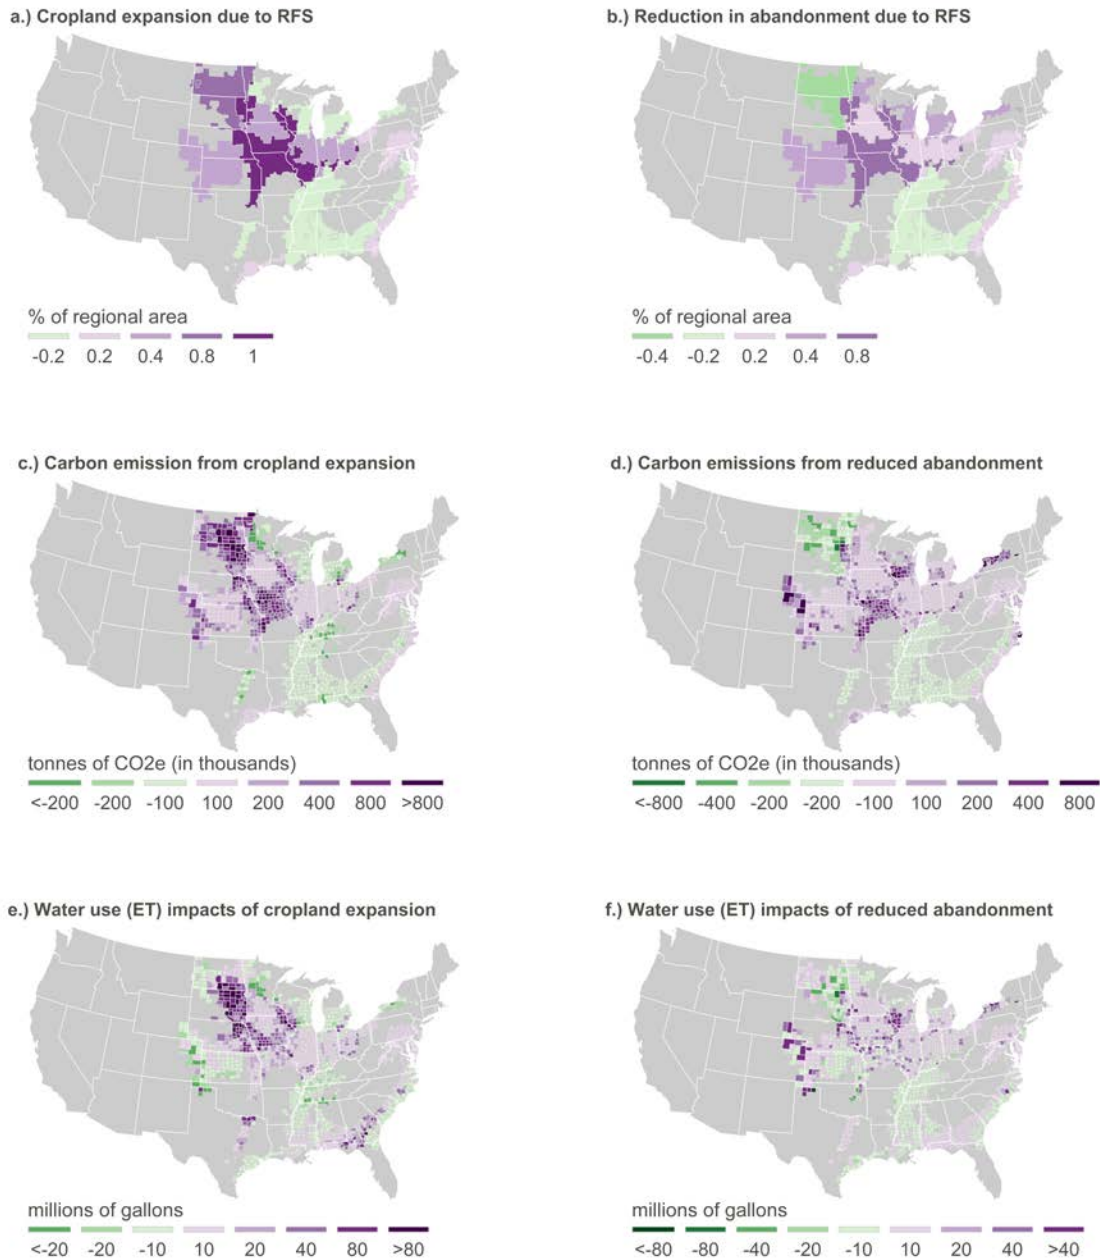 a.) Cropland expansion due to RFS
b.) Reduction in abandonment due to RFS
% of regional area
-0.2 0.2 0.4 0.8 1
% of regional area
-0.4 -0.2 0.2 0.4 0.8
c.) Carbon emission from cropland expansion
d.) Carbon emissions from reduced abandonment
tonnes of CO2e (in thousands)
<-200 -200 -100 100 200 400 800 >800
tonnes of CO2e (in thousands)
<-800 -400 -200 -200 -100 100 200 400 800
e.) Water use (ET) impacts of cropland expansion
f.) Water use (ET) impacts of reduced abandonment
millions of gallons
<-20 -20 -10 10 20 40 80 >80
millions of gallons
<-80 -80 -40 -20 -10 10 20 40 >40